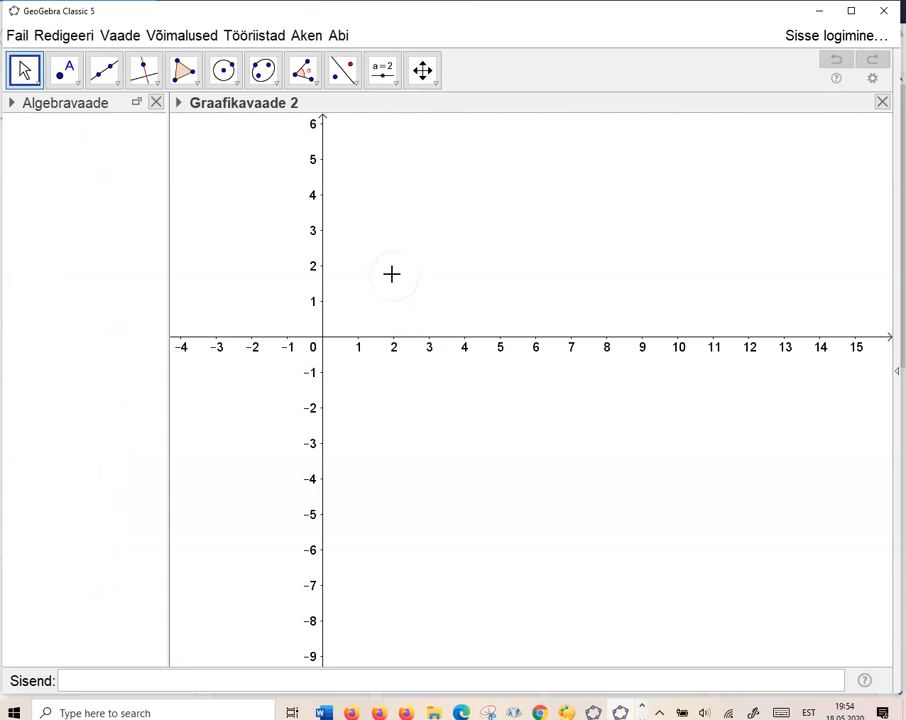 GeoGebra Classic 5
Fail Redigeeri Vaade Võimalused Tööriistad Aken Abi
Sisse logimine...
A
α
a=2
Algebravaade
Graafikavaade 2
6
5
4
3
2
1
−4 −3 −2 −1 0 1 2 3 4 5 6 7 8 9 10 11 12 13 14 15
−1
−2
−3
−4
−5
−6
−7
−8
−9
Sisend:
Type here to search
EST
19:54
18.05.2020